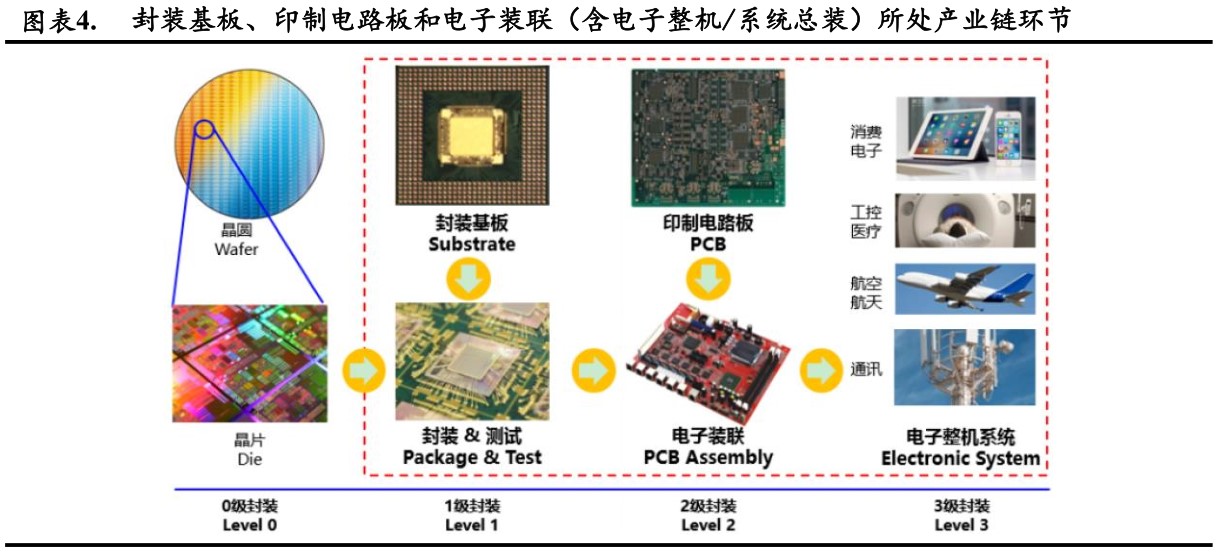 图表4. 封装基板、印制电路板和电子装联（含电子整机/系统总装）所处产业链环节
晶圆
Wafer
晶片
Die
封装基板
Substrate
封装 & 测试
Package & Test
印制电路板
PCB
电子装联
PCB Assembly
消费
电子
工控
医疗
航空
航天
通讯
电子整机系统
Electronic System
0级封装
Level 0
1级封装
Level 1
2级封装
Level 2
3级封装
Level 3